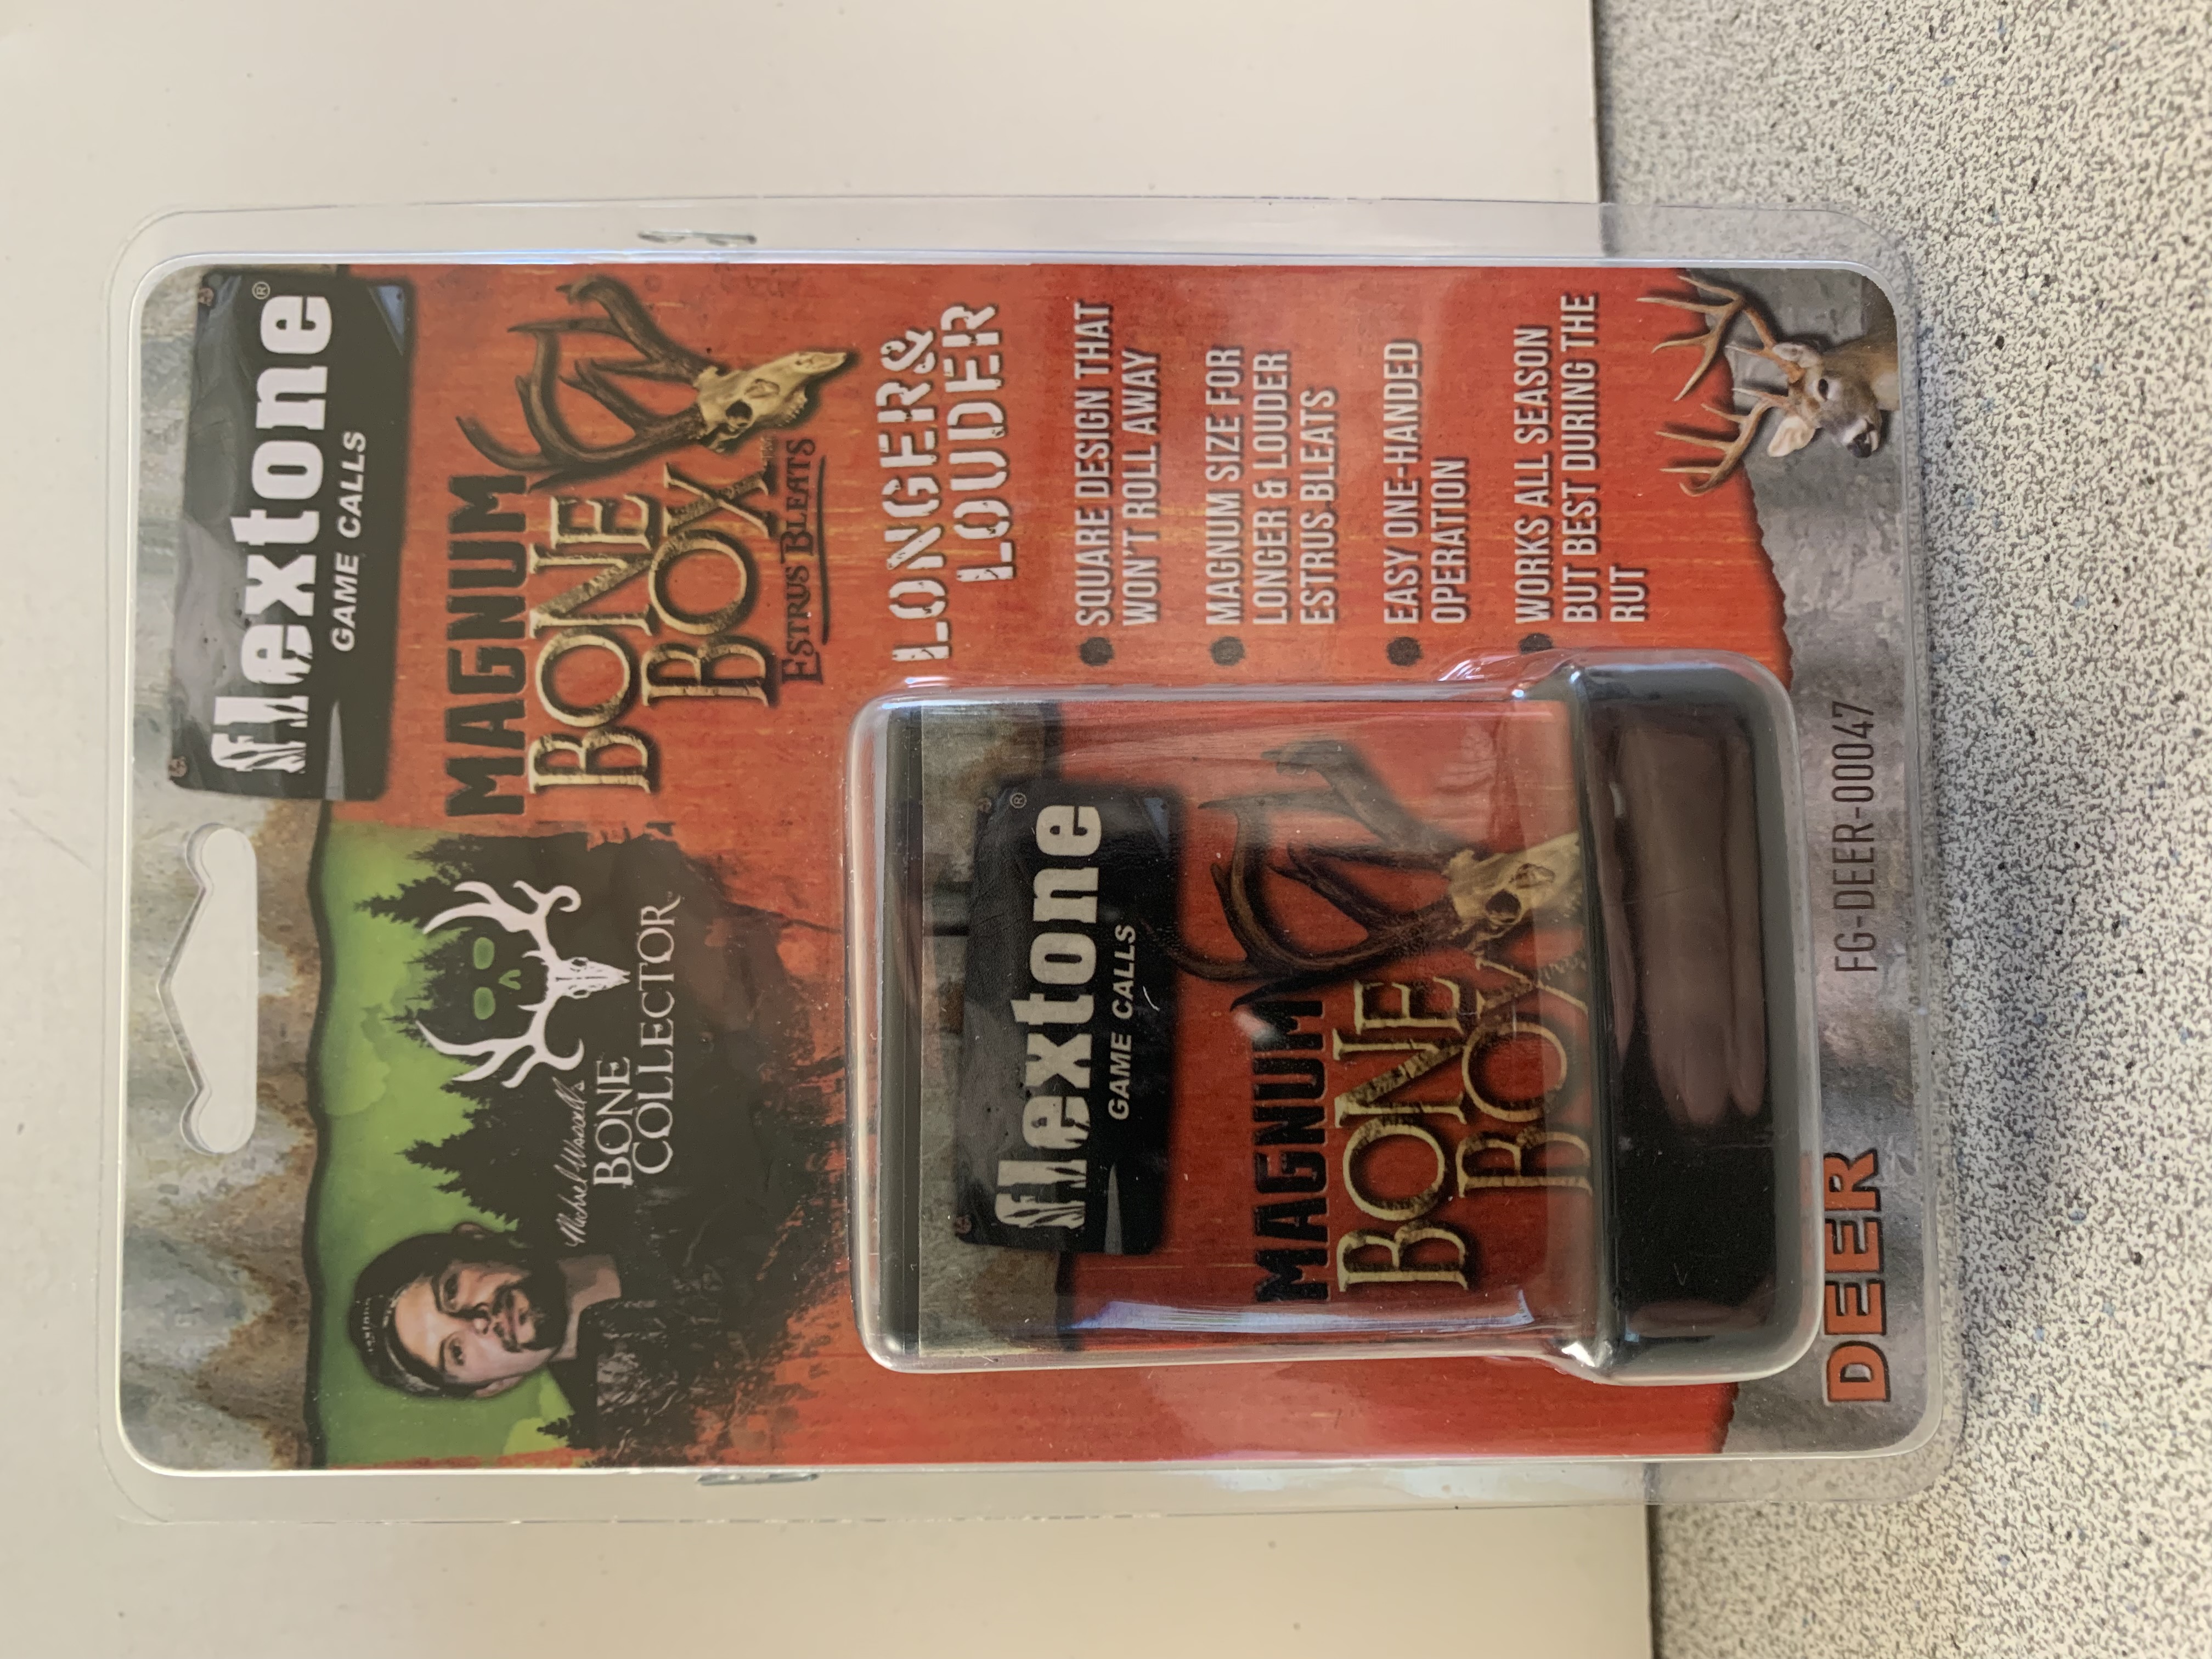 flextone®
GAME CALLS
Michael Waddell's
BONE
COLLECTOR
MAGNUM
BONE
BOX
ESTRUS BLEATS
LONGER &
LOUDER
● SQUARE DESIGN THAT
WON'T ROLL AWAY
● MAGNUM SIZE FOR
LONGER & LOUDER
ESTRUS BLEATS
● EASY ONE-HANDED
OPERATION
● WORKS ALL SEASON
BUT BEST DURING THE
RUT
flextone®
GAME CALLS
MAGNUM
BONE
BOX
DEER
FG-DEER-00047